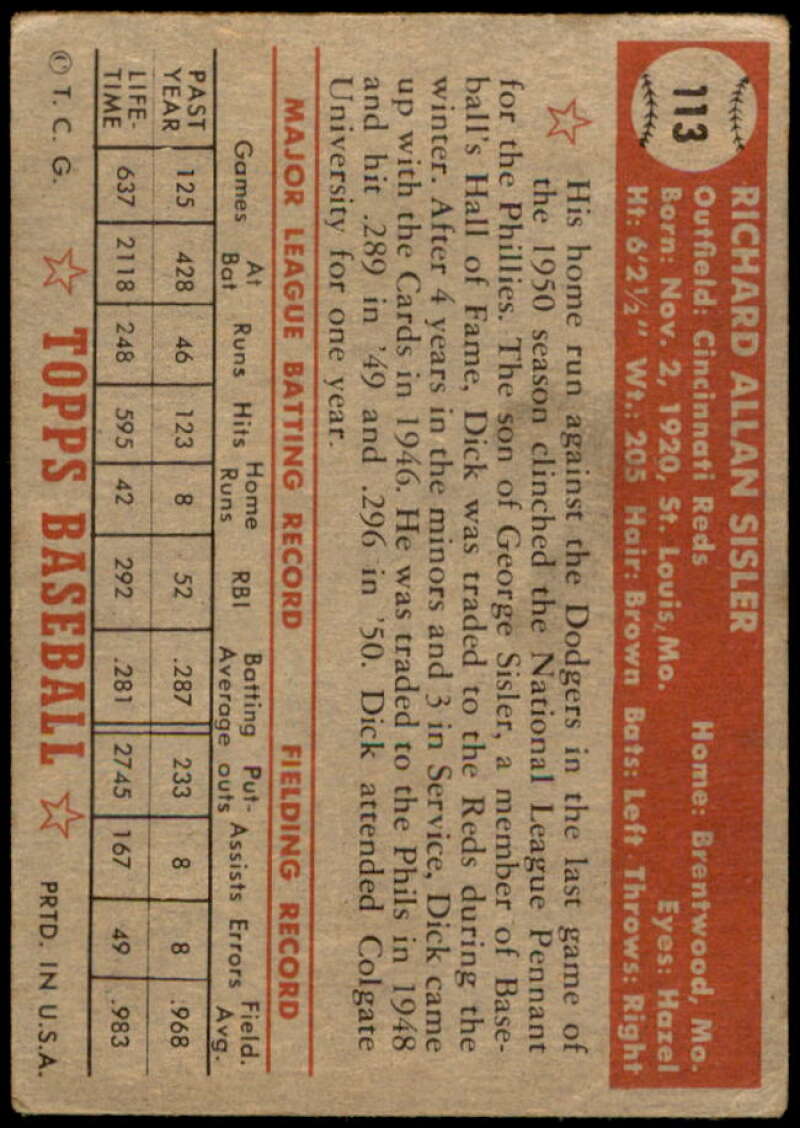 113
RICHARD ALLAN SISLER
Outfield: Cincinnati Reds Home: Brentwood, Mo.
Born: Nov. 2, 1920, St. Louis, Mo. Eyes: Hazel
Ht: 6'2½" Wt.: 205 Hair: Brown Bats: Left Throws: Right
His home run against the Dodgers in the last game of
the 1950 season clinched the National League Pennant
for the Phillies. The son of George Sisler, a member of Base-
ball's Hall of Fame, Dick was traded to the Reds during the
winter. After 4 years in the minors and 3 in Service, Dick came
up with the Cards in 1946. He was traded to the Phils in 1948
and hit .289 in '49 and .296 in '50. Dick attended Colgate
University for one year.
MAJOR LEAGUE BATTING RECORD FIELDING RECORD
Games At Bat Runs Hits Home Runs RBI Batting Average Put-outs Assists Errors Field. Avg.
PAST YEAR 125 428 46 123 8 52 .287 233 8 8 .968
LIFE-TIME 637 2118 248 595 42 292 .281 2745 167 49 .983
© T. C. G. TOPPS BASEBALL PRTD. IN U.S.A.